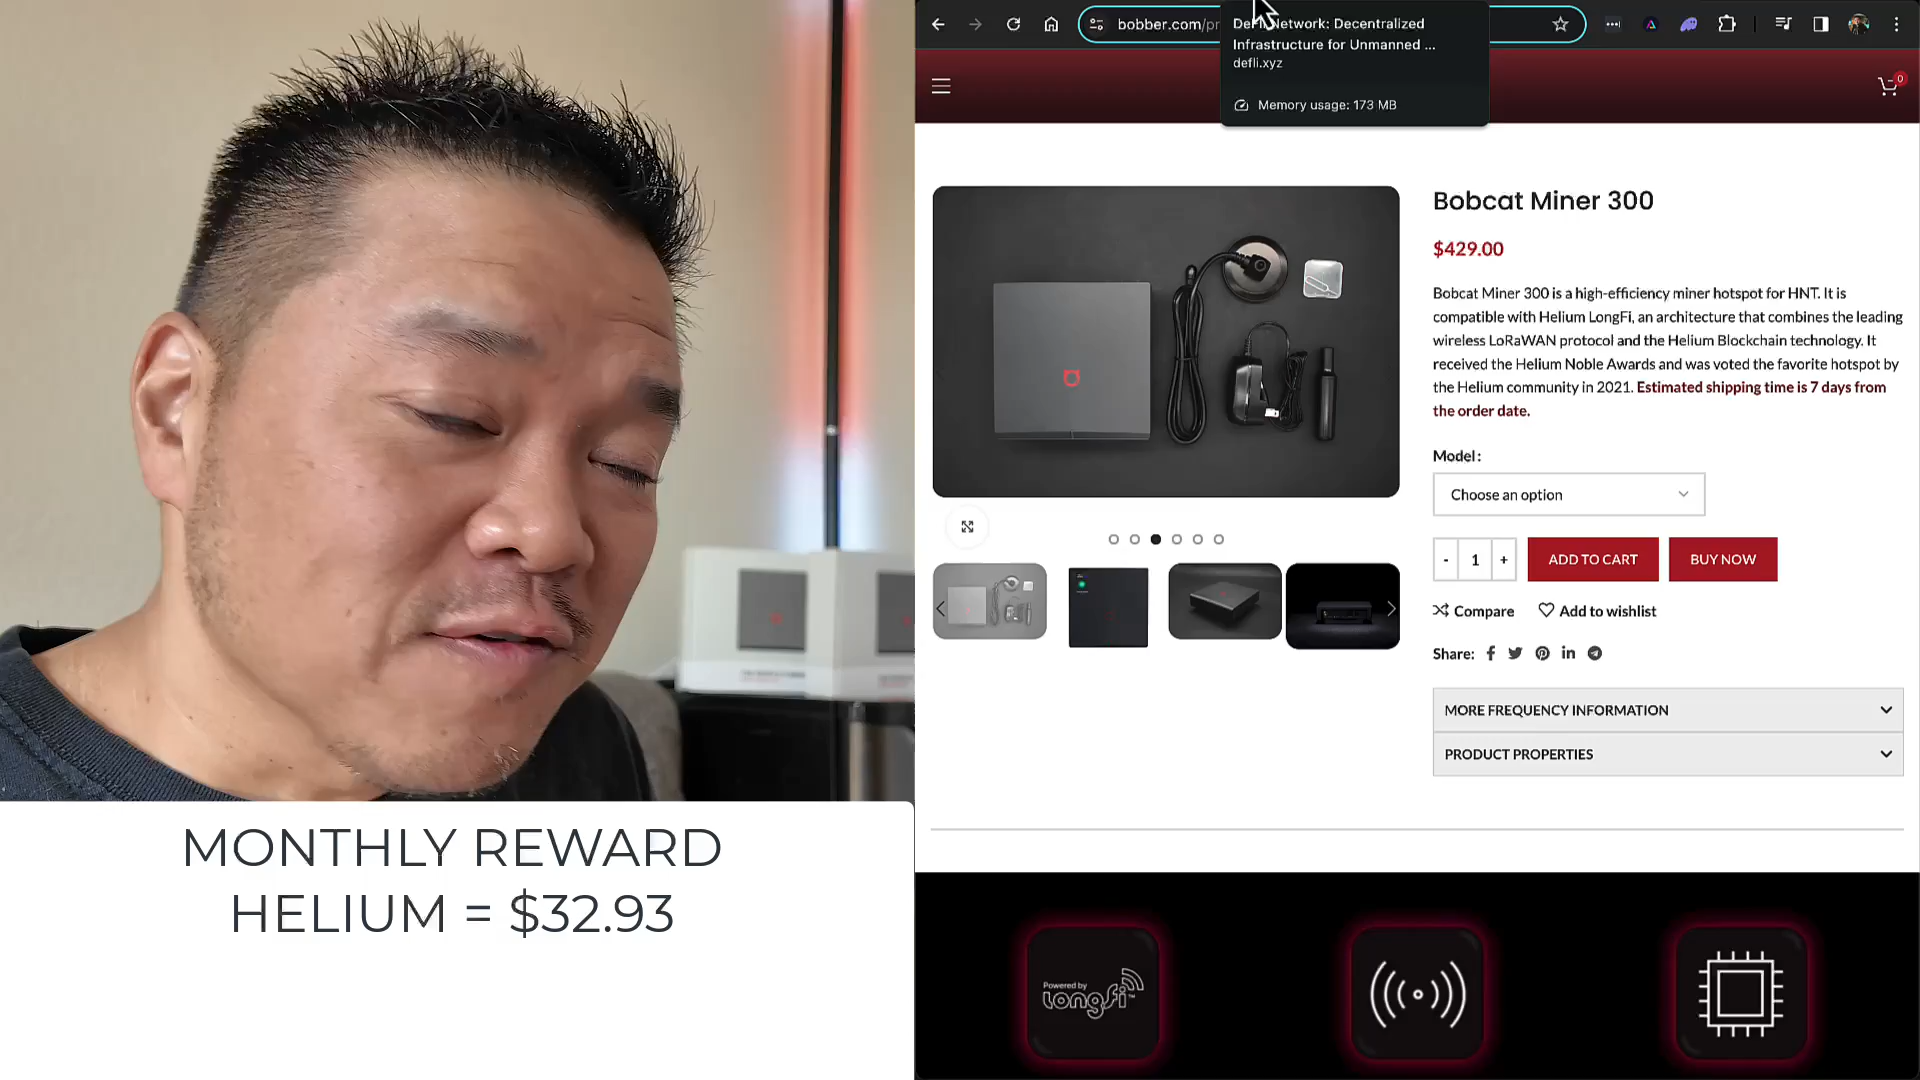 MONTHLY REWARD
HELIUM = $32.93
bobber.com/pr
DeFli Network: Decentralized
Infrastructure for Unmanned ...
defli.xyz
Memory usage: 173 MB
0
Bobcat Miner 300
$429.00
Bobcat Miner 300 is a high-efficiency miner hotspot for HNT. It is
compatible with Helium LongFi, an architecture that combines the leading
wireless LoRaWAN protocol and the Helium Blockchain technology. It
received the Helium Noble Awards and was voted the favorite hotspot by
the Helium community in 2021. Estimated shipping time is 7 days from
the order date.
Model :
Choose an option
- 1 +
ADD TO CART
BUY NOW
Compare
Add to wishlist
Share:
MORE FREQUENCY INFORMATION
PRODUCT PROPERTIES
Powered by
LongFi™